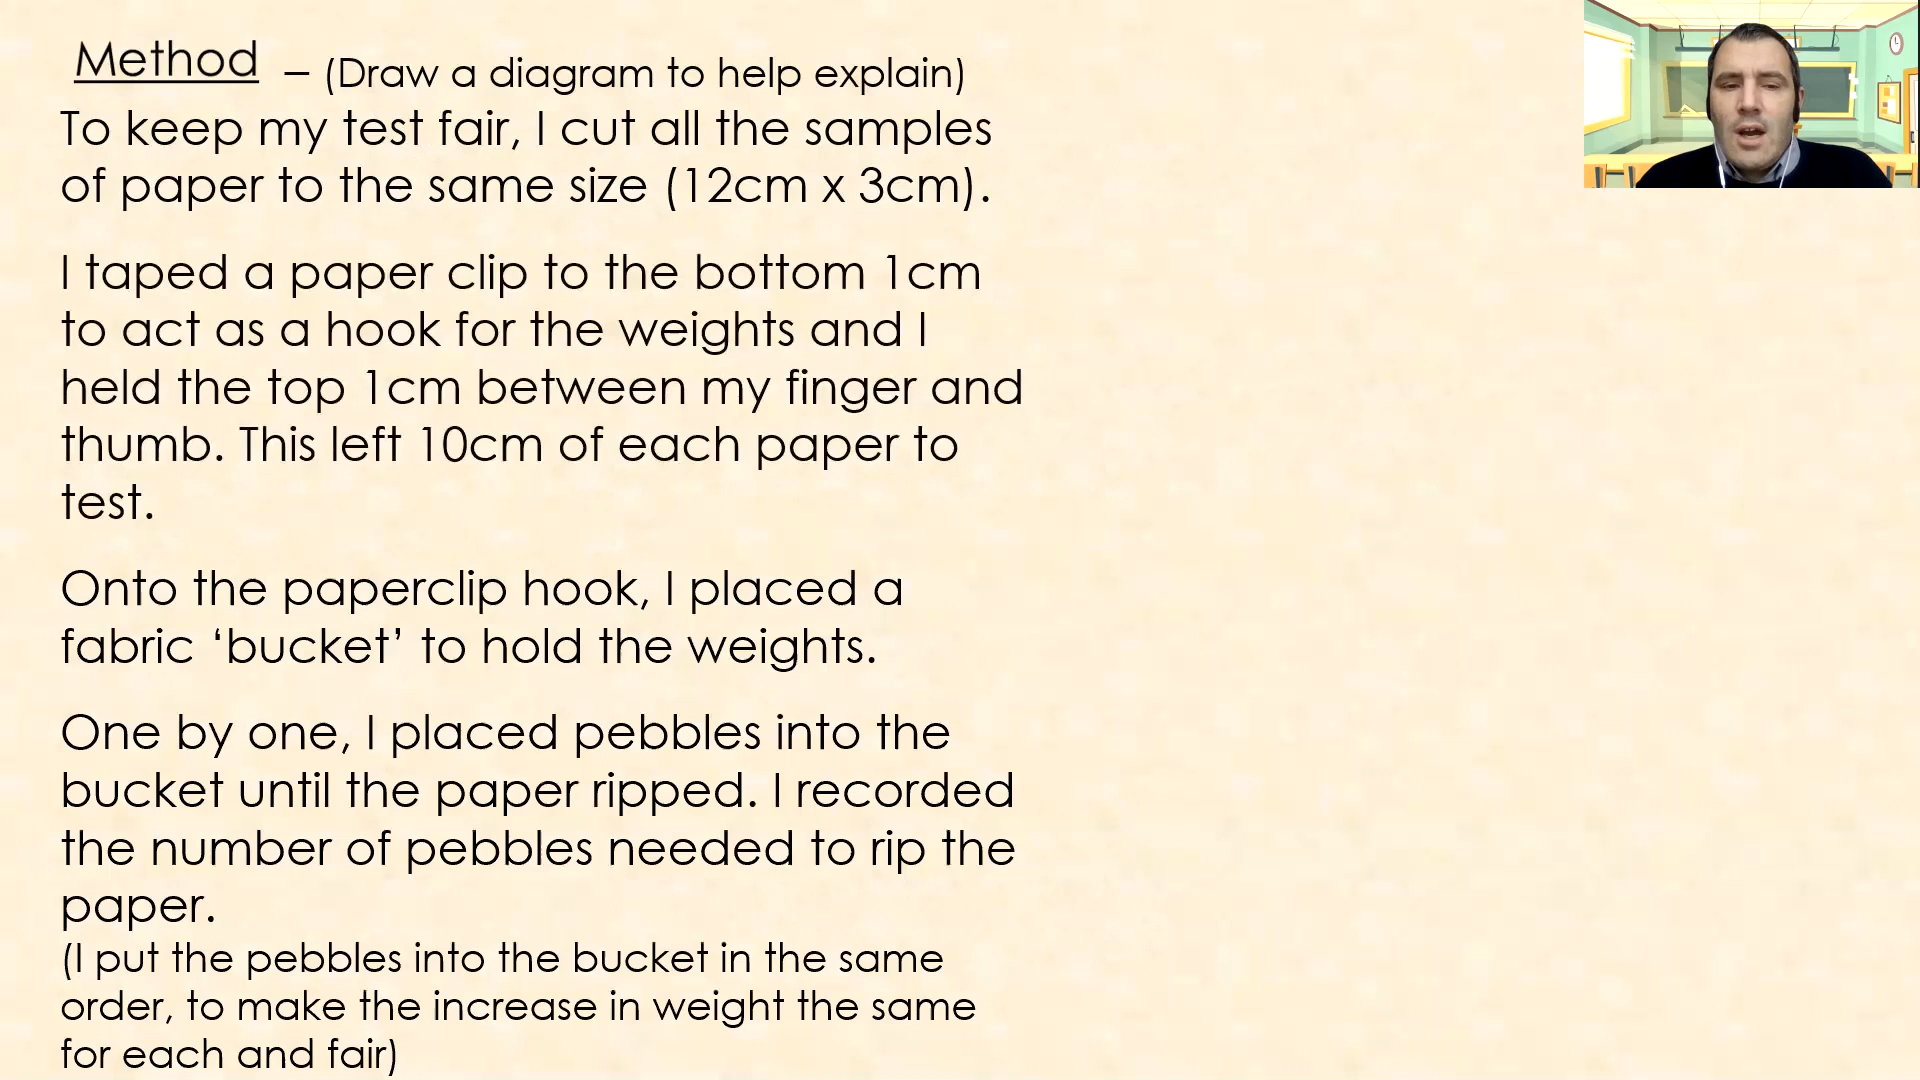 Method – (Draw a diagram to help explain)
To keep my test fair, I cut all the samples
of paper to the same size (12cm x 3cm).
I taped a paper clip to the bottom 1cm
to act as a hook for the weights and I
held the top 1cm between my finger and
thumb. This left 10cm of each paper to
test.
Onto the paperclip hook, I placed a
fabric ‘bucket’ to hold the weights.
One by one, I placed pebbles into the
bucket until the paper ripped. I recorded
the number of pebbles needed to rip the
paper.
(I put the pebbles into the bucket in the same
order, to make the increase in weight the same
for each and fair)